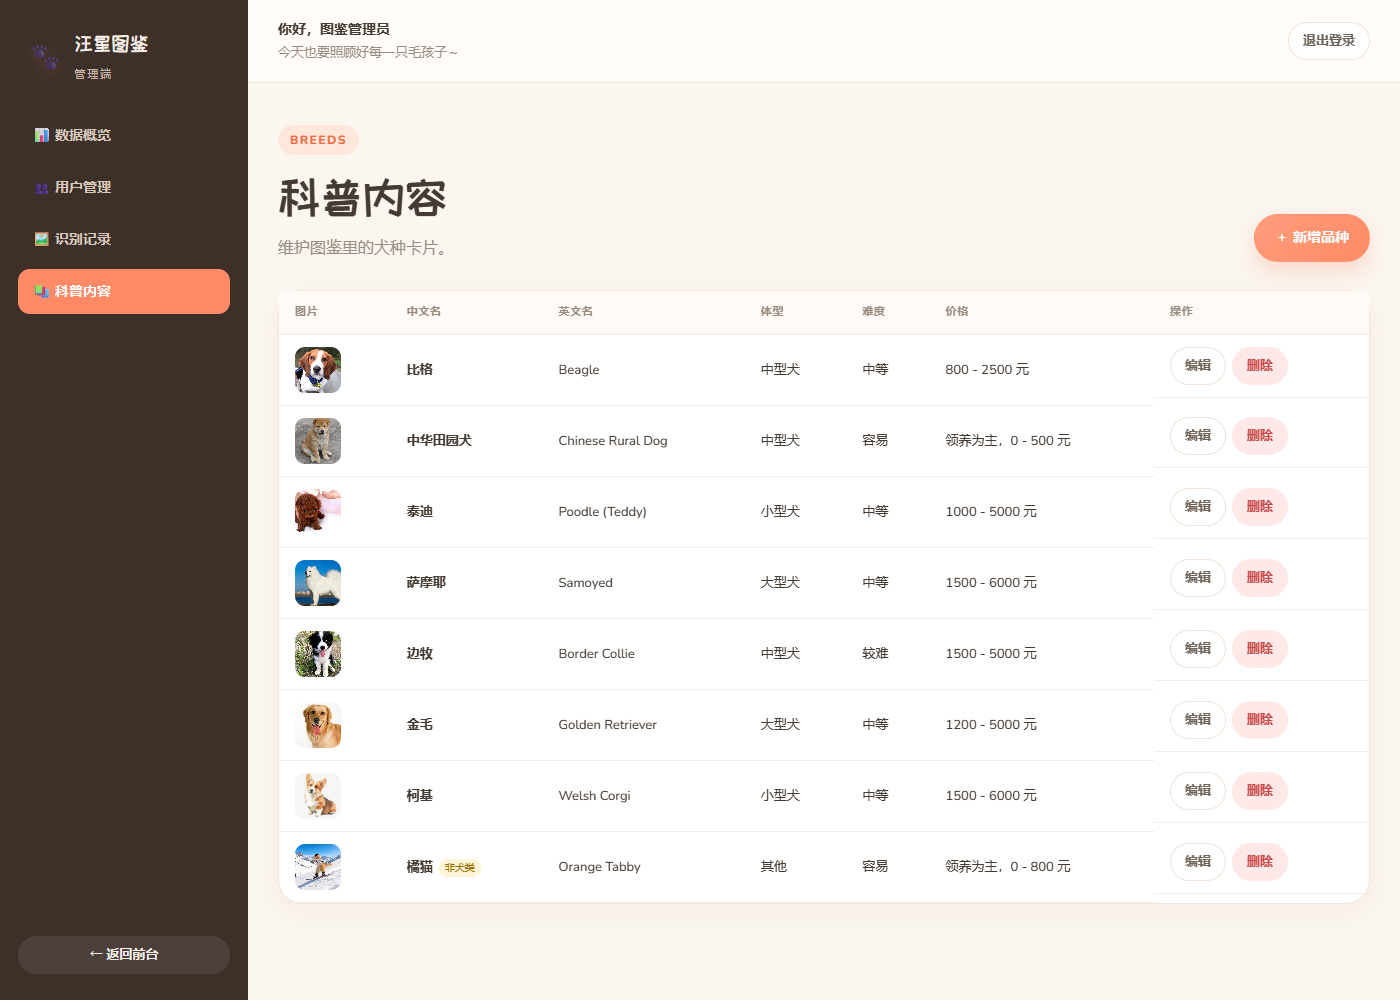 汪星图鉴
管理端
数据概览
用户管理
识别记录
科普内容
← 返回前台
你好，图鉴管理员
今天也要照顾好每一只毛孩子～
退出登录
BREEDS
科普内容
维护图鉴里的犬种卡片。
+ 新增品种
图片 中文名 英文名 体型 难度 价格 操作
比格 Beagle 中型犬 中等 800 - 2500 元 编辑 删除
中华田园犬 Chinese Rural Dog 中型犬 容易 领养为主，0 - 500 元 编辑 删除
泰迪 Poodle (Teddy) 小型犬 中等 1000 - 5000 元 编辑 删除
萨摩耶 Samoyed 大型犬 中等 1500 - 6000 元 编辑 删除
边牧 Border Collie 中型犬 较难 1500 - 5000 元 编辑 删除
金毛 Golden Retriever 大型犬 中等 1200 - 5000 元 编辑 删除
柯基 Welsh Corgi 小型犬 中等 1500 - 6000 元 编辑 删除
橘猫 非犬类 Orange Tabby 其他 容易 领养为主，0 - 800 元 编辑 删除